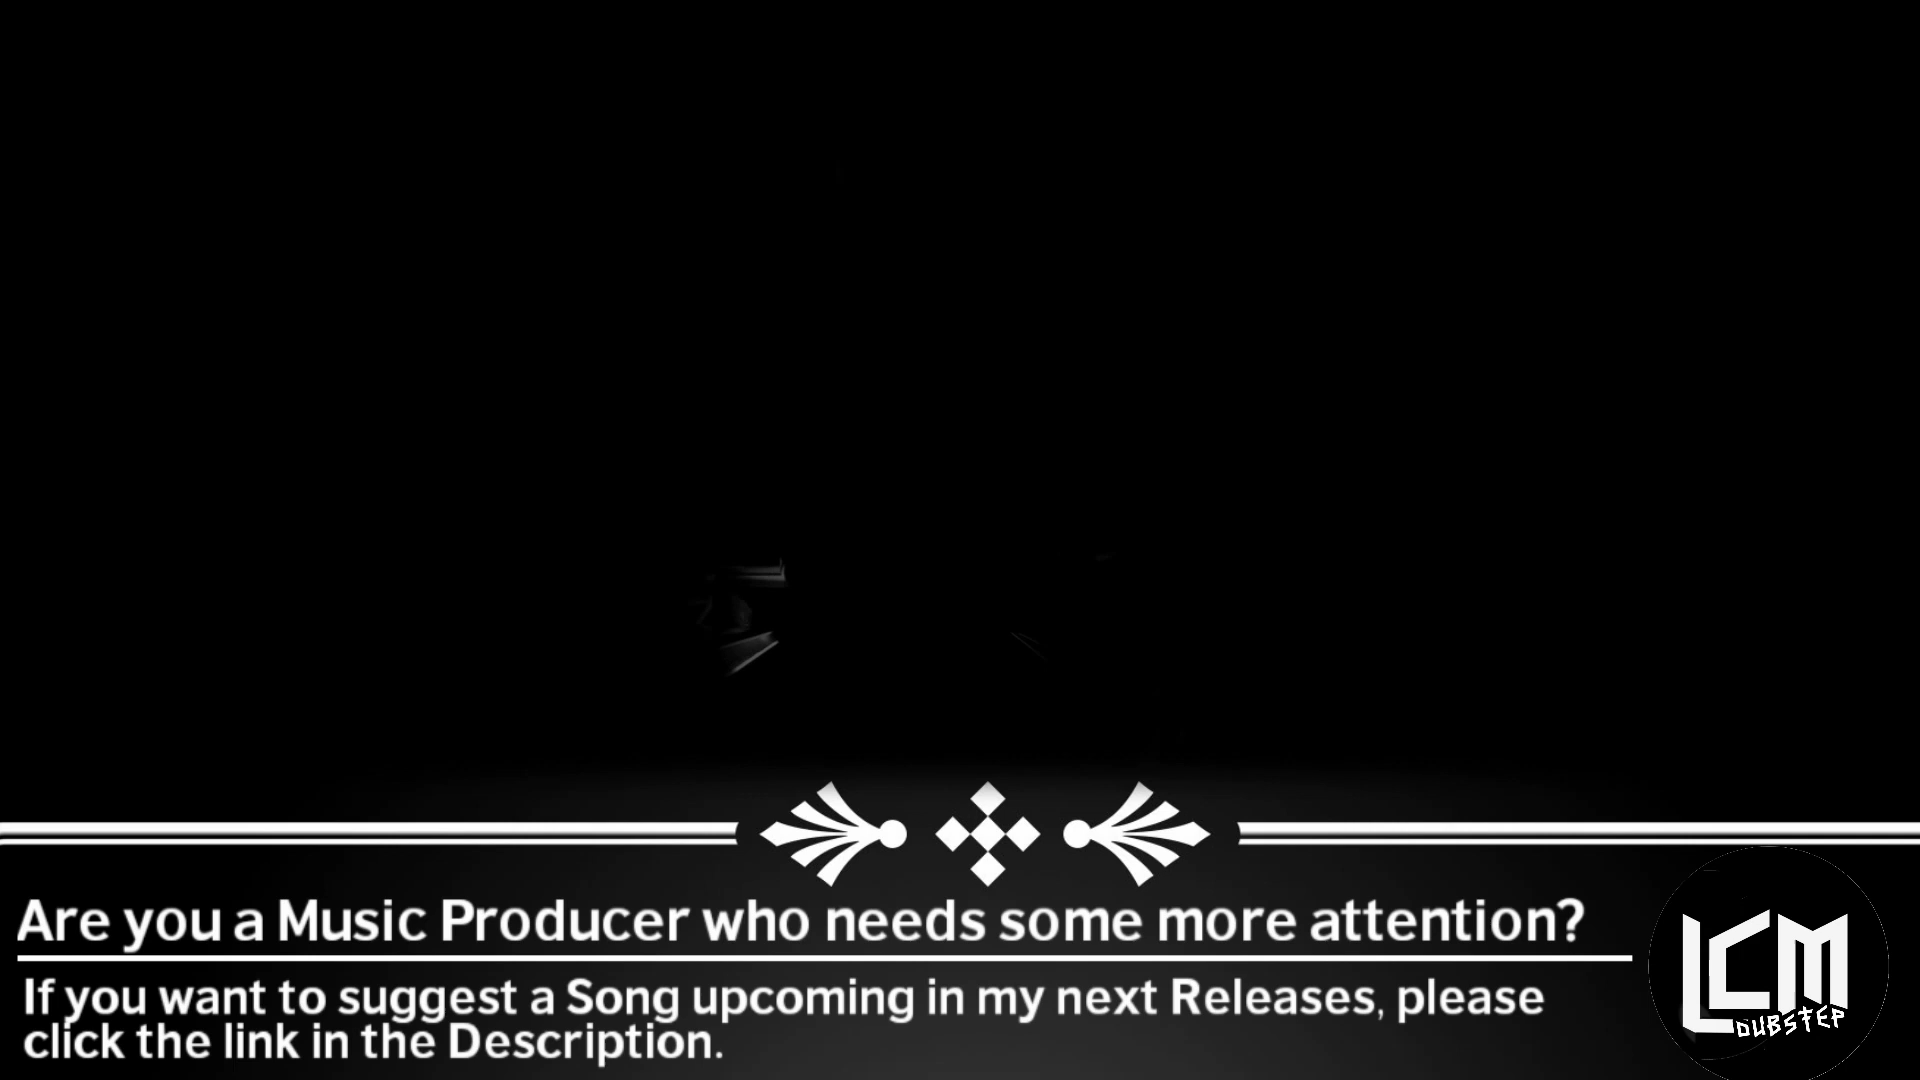 Are you a Music Producer who needs some more attention?
If you want to suggest a Song upcoming in my next Releases, please
click the link in the Description.
LCM
DUBSTEP